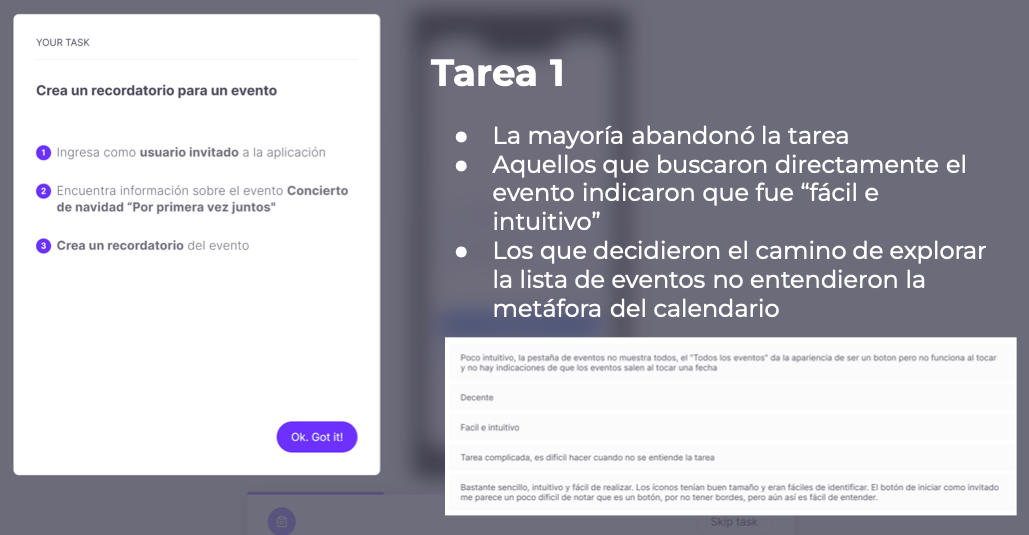 YOUR TASK
Crea un recordatorio para un evento
1 Ingresa como usuario invitado a la aplicación
2 Encuentra información sobre el evento Concierto
de navidad “Por primera vez juntos"
3 Crea un recordatorio del evento
Ok. Got it!
Tarea 1
● La mayoría abandonó la tarea
● Aquellos que buscaron directamente el
evento indicaron que fue “fácil e
intuitivo”
● Los que decidieron el camino de explorar
la lista de eventos no entendieron la
metáfora del calendario
Poco intuitivo, la pestaña de eventos no muestra todos, el "Todos los eventos" da la apariencia de ser un boton pero no funciona al tocar
y no hay indicaciones de que los eventos salen al tocar una fecha
Decente
Facil e intuitivo
Tarea complicada, es dificil hacer cuando no se entiende la tarea
Bastante sencillo, intuitivo y fácil de realizar. Los íconos tenían buen tamaño y eran fáciles de identificar. El botón de iniciar como invitado
me parece un poco dificil de notar que es un botón, por no tener bordes, pero aún así es fácil de entender.
Skip task